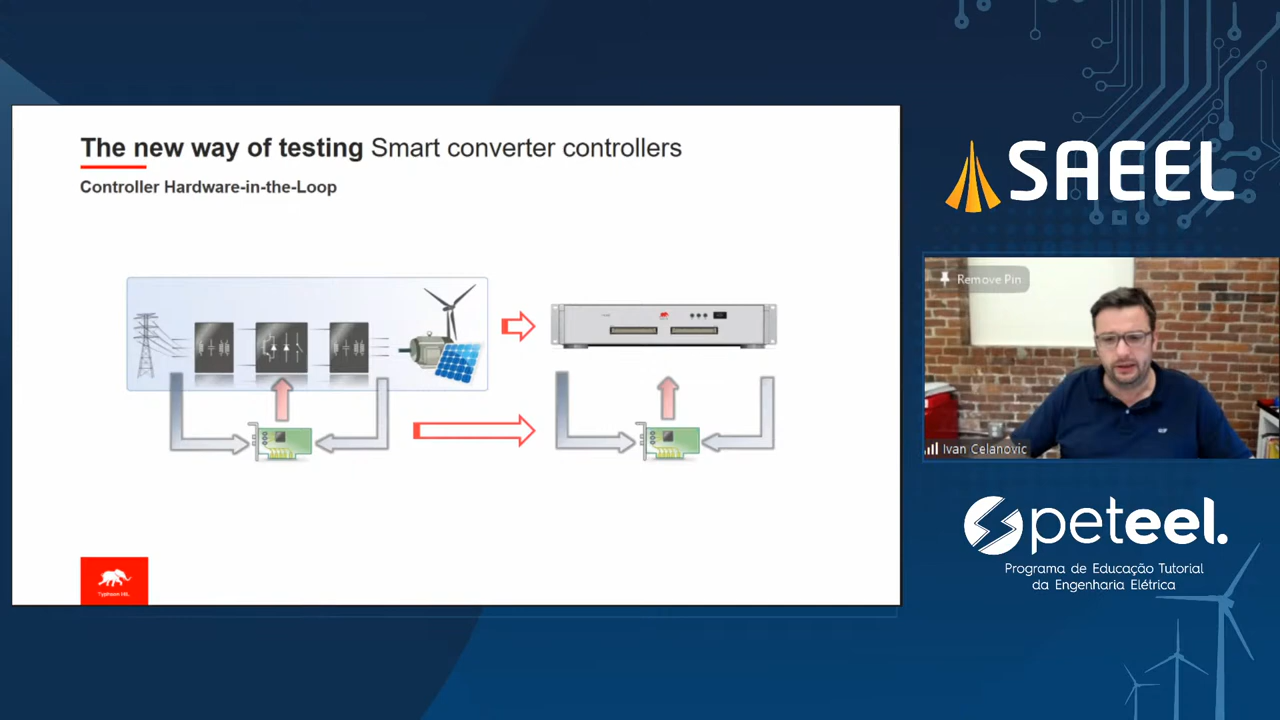 The new way of testing Smart converter controllers
Controller Hardware-in-the-Loop
Typhoon HIL
SAEEL
Remove Pin
Ivan Celanovic
peteel.
Programa de Educação Tutorial
da Engenharia Elétrica